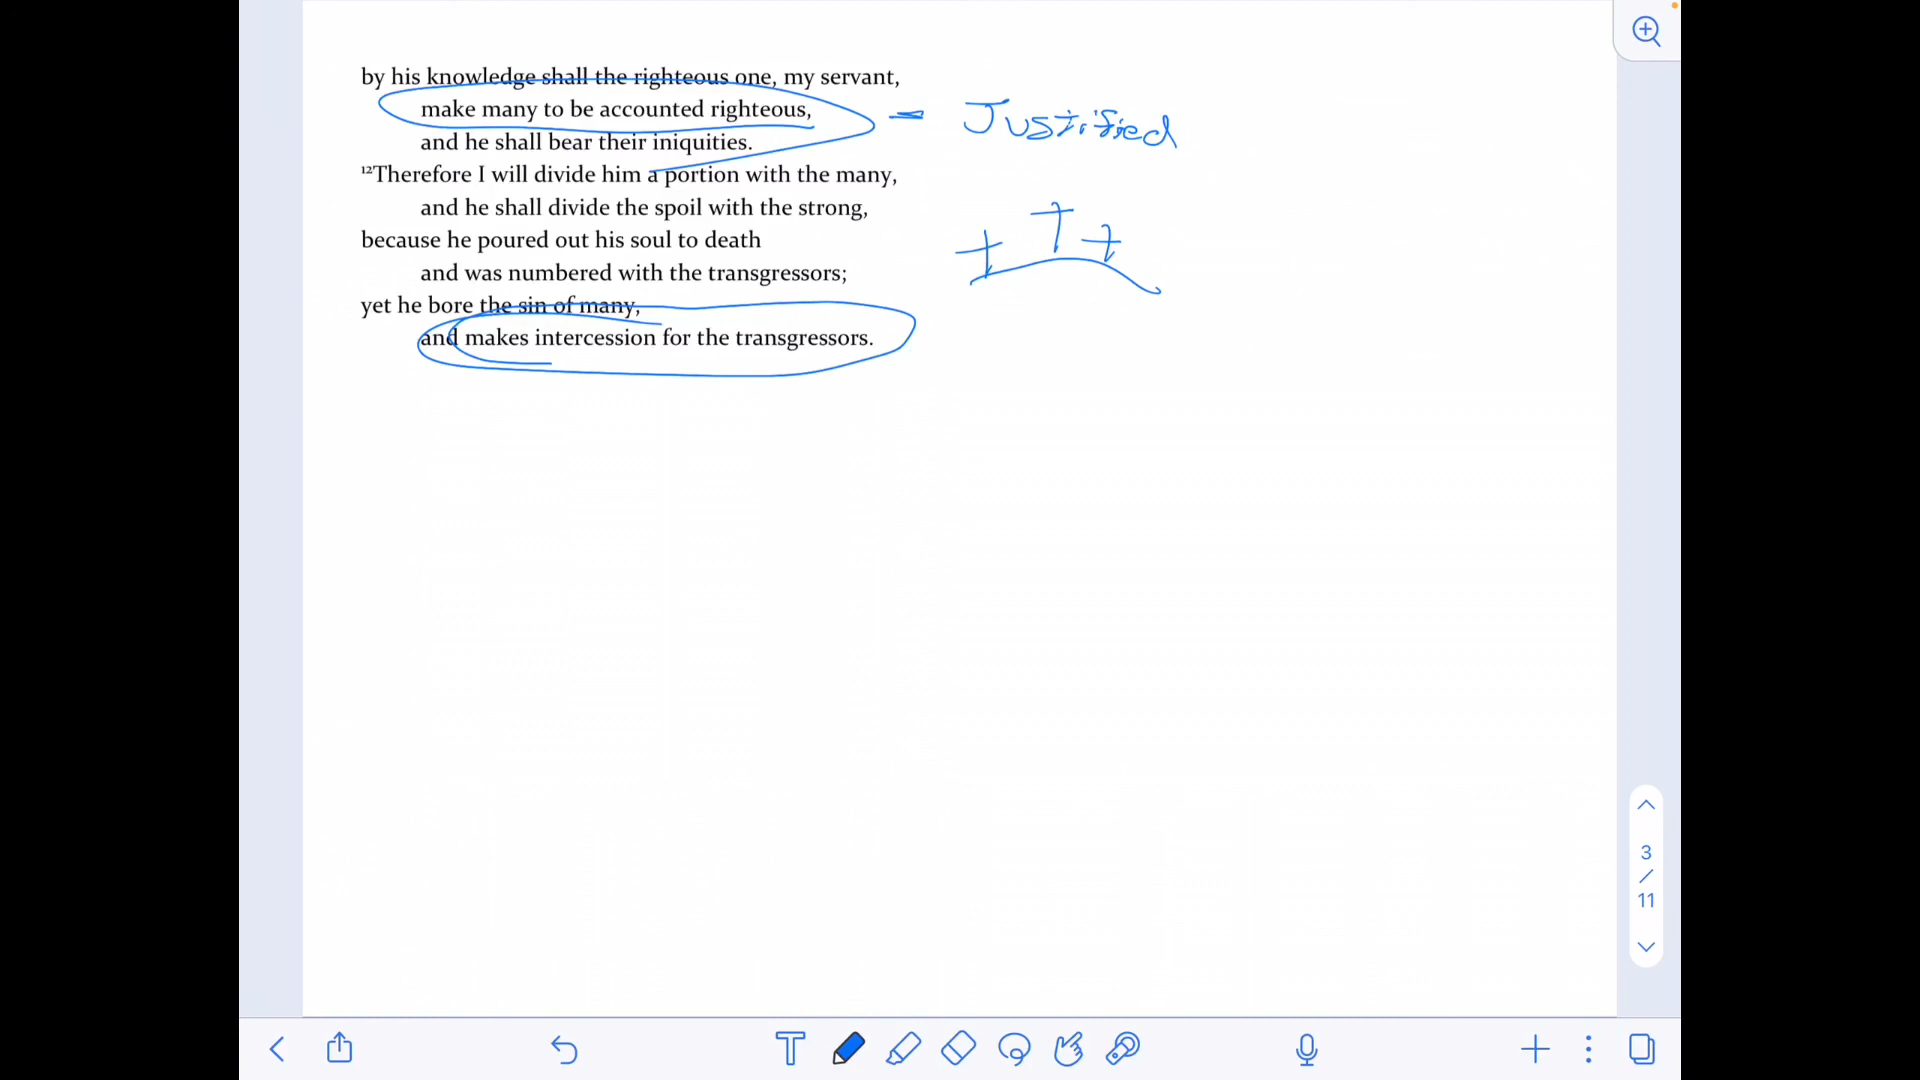 by his knowledge shall the righteous one, my servant,
make many to be accounted righteous,
and he shall bear their iniquities.
- Justified
12Therefore I will divide him a portion with the many,
and he shall divide the spoil with the strong,
because he poured out his soul to death
and was numbered with the transgressors;
yet he bore the sin of many,
and makes intercession for the transgressors.
3
/
11
T